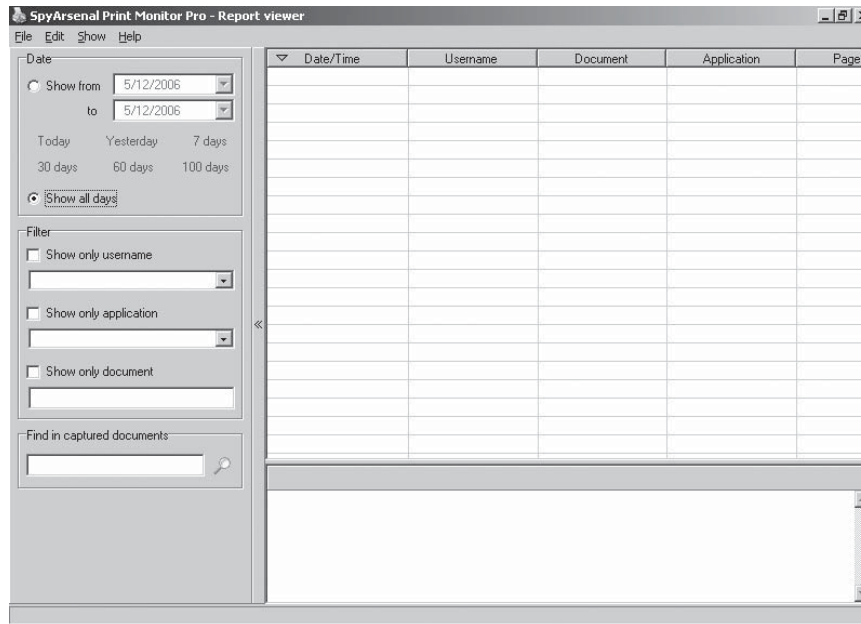 SpyArsenal Print Monitor Pro - Report viewer
File Edit Show Help
Date
Show from 5/12/2006
to 5/12/2006
Today Yesterday 7 days
30 days 60 days 100 days
Show all days
Filter
Show only username
Show only application
Show only document
Find in captured documents
Date/Time Username Document Application Page